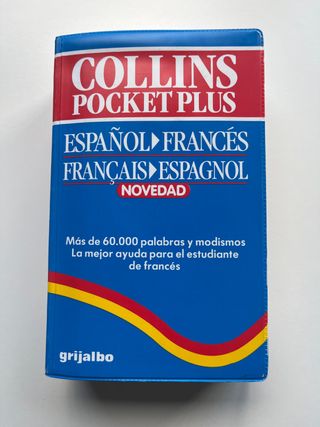 COLLINS
POCKET PLUS
ESPAÑOL▶FRANCÉS
FRANÇAIS▶ESPAGNOL
NOVEDAD
Más de 60.000 palabras y modismos
La mejor ayuda para el estudiante
de francés
grijalbo